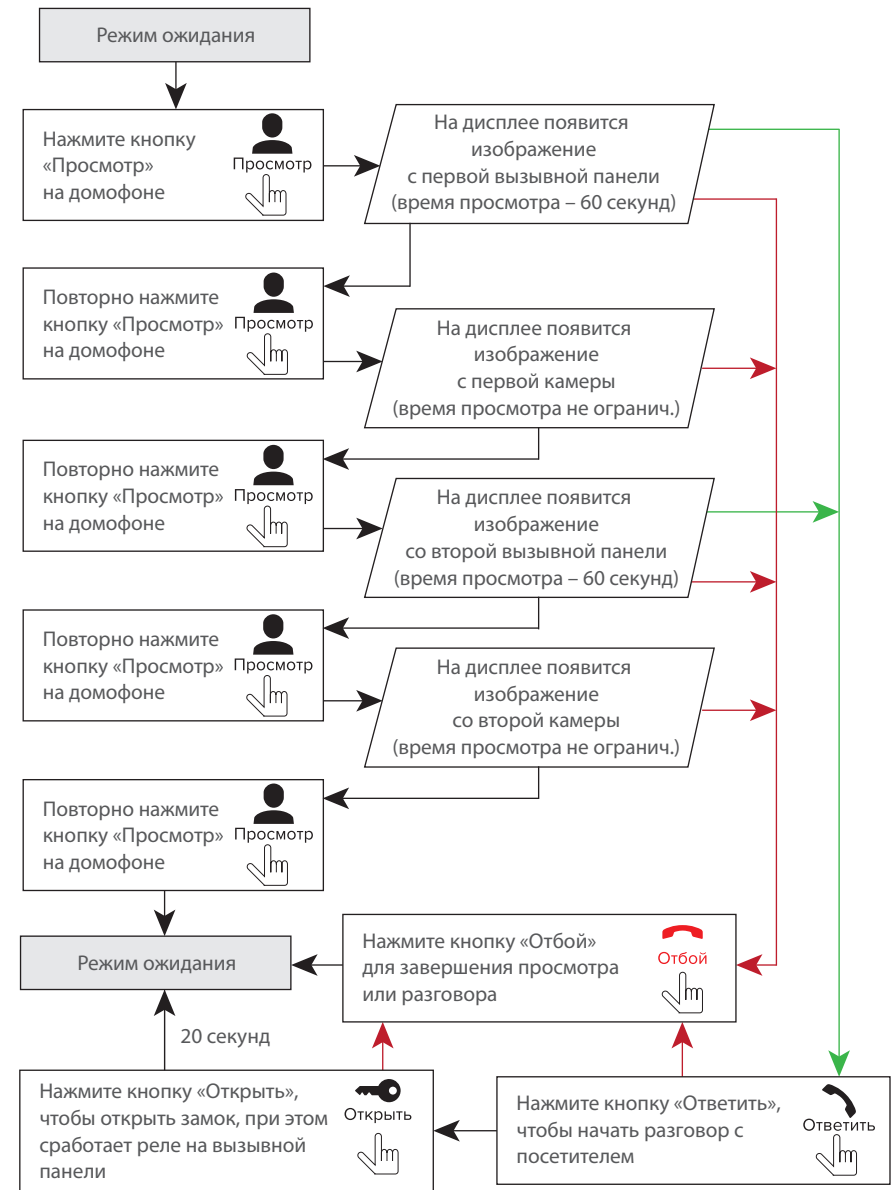 Режим ожидания
Нажмите кнопку
«Просмотр»
на домофоне
Просмотр
На дисплее появится
изображение
с первой вызывной панели
(время просмотра – 60 секунд)
Повторно нажмите
кнопку «Просмотр»
на домофоне
Просмотр
На дисплее появится
изображение
с первой камеры
(время просмотра не огранич.)
Повторно нажмите
кнопку «Просмотр»
на домофоне
Просмотр
На дисплее появится
изображение
со второй вызывной панели
(время просмотра – 60 секунд)
Повторно нажмите
кнопку «Просмотр»
на домофоне
Просмотр
На дисплее появится
изображение
со второй камеры
(время просмотра не огранич.)
Повторно нажмите
кнопку «Просмотр»
на домофоне
Просмотр
Режим ожидания
Нажмите кнопку «Отбой»
для завершения просмотра
или разговора
Отбой
20 секунд
Нажмите кнопку «Открыть»,
чтобы открыть замок, при этом
сработает реле на вызывной
панели
Открыть
Нажмите кнопку «Ответить»,
чтобы начать разговор с
посетителем
Ответить